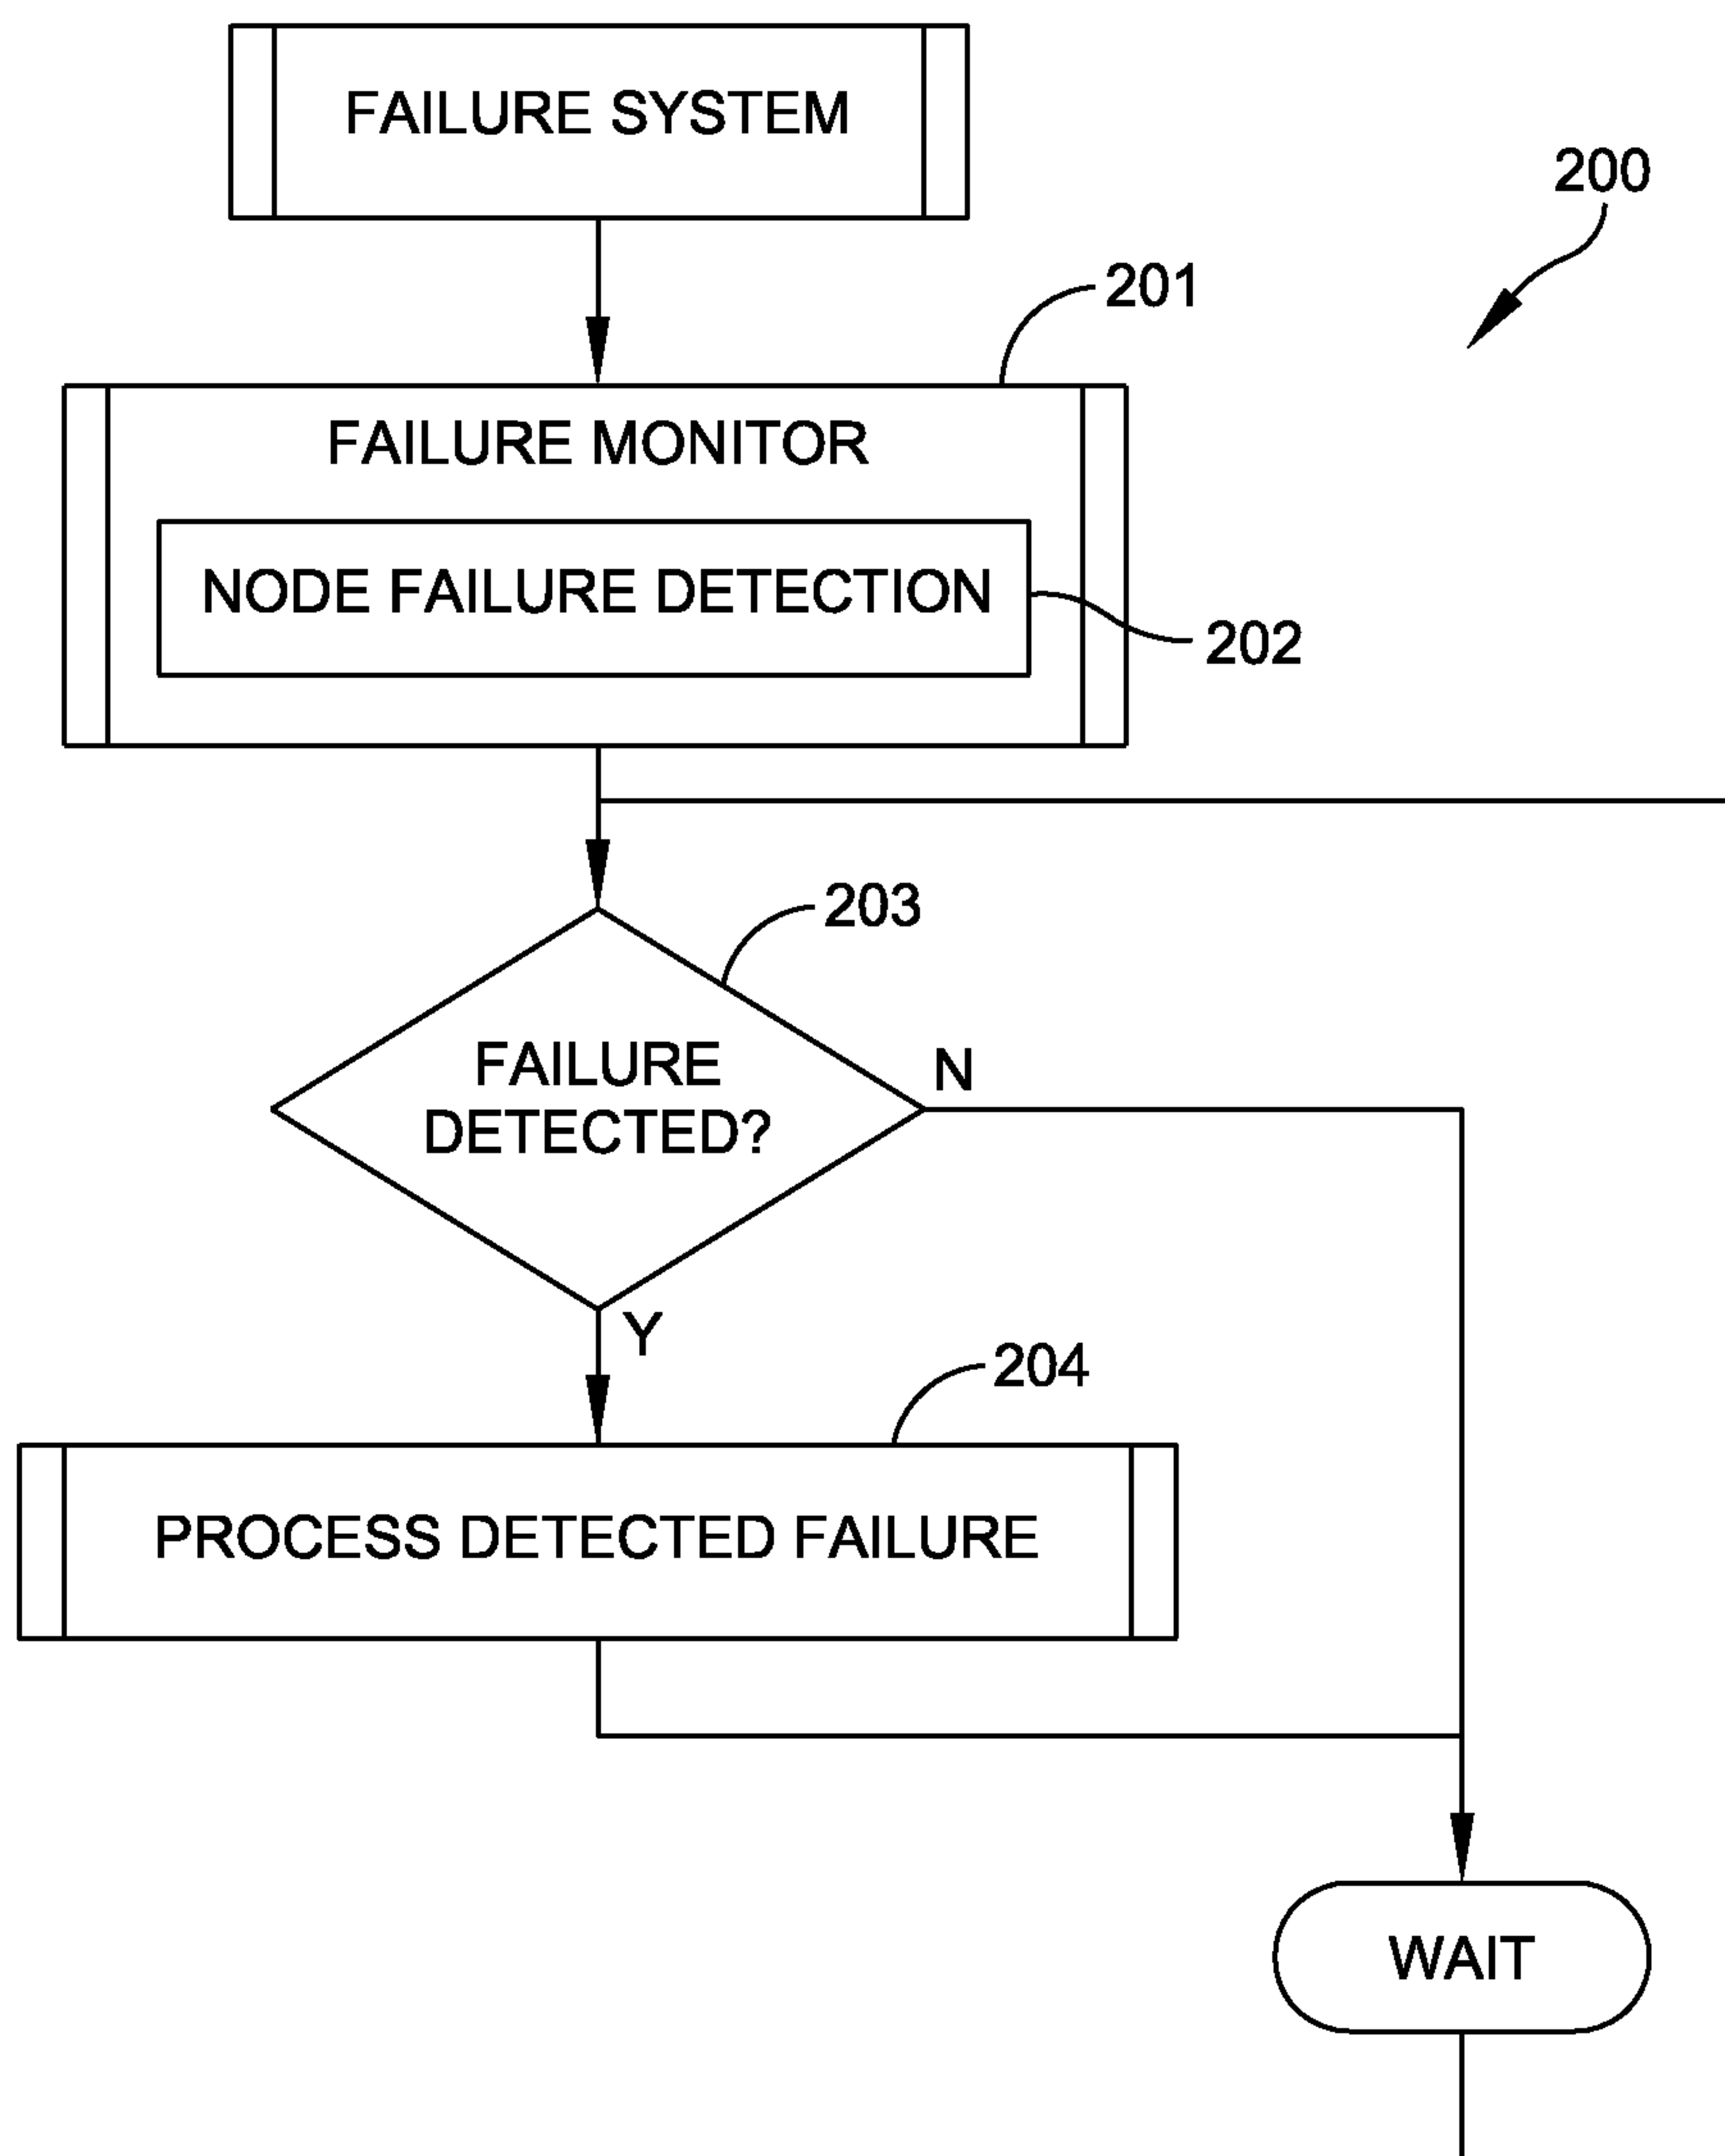 FAILURE SYSTEM
200
201
FAILURE MONITOR
NODE FAILURE DETECTION
202
203
FAILURE
DETECTED?
N
Y
204
PROCESS DETECTED FAILURE
WAIT